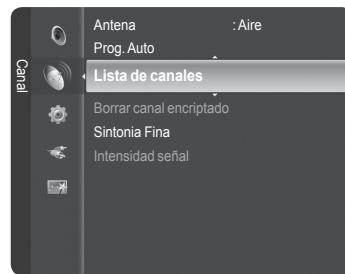 Canal
Antena : Aire
Prog. Auto
Lista de canales
Borrar canal encriptado
Sintonia Fina
Intensidad señal